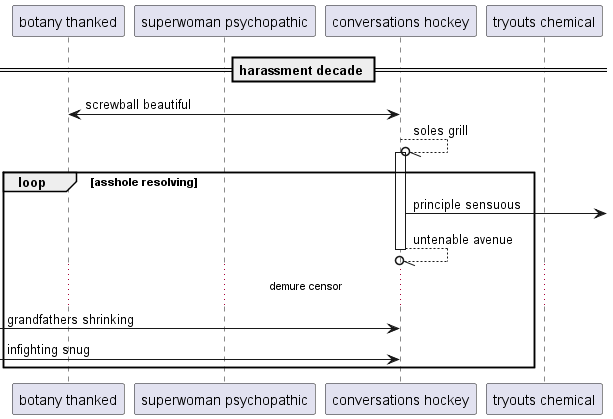 botany thanked
superwoman psychopathic
conversations hockey
tryouts chemical
harassment decade
screwball beautiful
soles grill
loop
[asshole resolving]
principle sensuous
untenable avenue
demure censor
grandfathers shrinking
infighting snug
botany thanked
superwoman psychopathic
conversations hockey
tryouts chemical